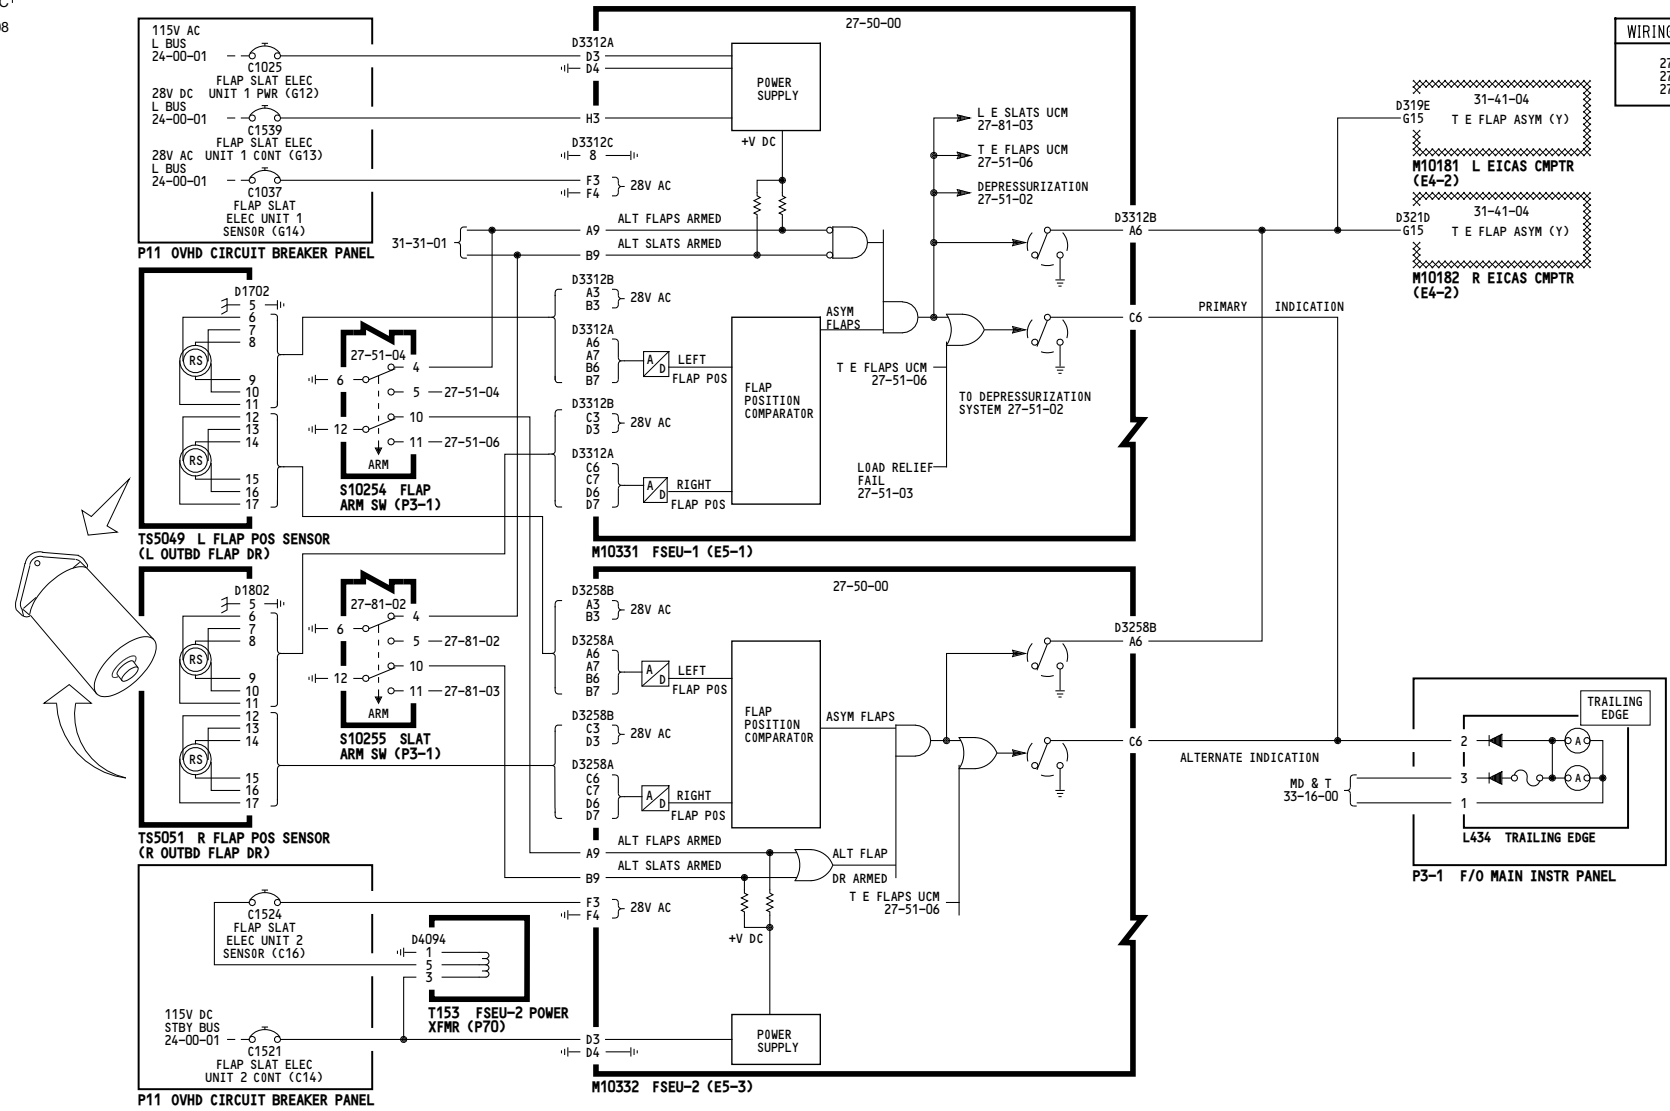 C
08
115V AC
L BUS
24-00-01
C1025
FLAP SLAT ELEC
UNIT 1 PWR (G12)
28V DC
L BUS
24-00-01
C1539
FLAP SLAT ELEC
UNIT 1 CONT (G13)
28V AC
L BUS
24-00-01
C1037
FLAP SLAT
ELEC UNIT 1
SENSOR (G14)
P11 OVHD CIRCUIT BREAKER PANEL
27-50-00
D3312A
D3
D4
H3
D3312C
8
F3
F4
28V AC
POWER
SUPPLY
+V DC
31-31-01
A9
ALT FLAPS ARMED
B9
ALT SLATS ARMED
L E SLATS UCM
27-81-03
T E FLAPS UCM
27-51-06
DEPRESSURIZATION
27-51-02
D3312B
A6
C6
WIRING
27
27
27
D319E
G15
31-41-04
T E FLAP ASYM (Y)
M10181 L EICAS CMPTR
(E4-2)
D321D
G15
31-41-04
T E FLAP ASYM (Y)
M10182 R EICAS CMPTR
(E4-2)
PRIMARY INDICATION
D1702
5
6
7
8
RS
9
10
11
12
13
14
RS
15
16
17
TS5049 L FLAP POS SENSOR
(L OUTBD FLAP DR)
27-51-04
6
4
5
27-51-04
12
10
11
27-51-06
ARM
S10254 FLAP
ARM SW (P3-1)
D3312B
A3
B3
28V AC
D3312A
A6
A7
B6
B7
A
D
LEFT
FLAP POS
D3312B
C3
D3
28V AC
D3312A
C6
C7
D6
D7
A
D
RIGHT
FLAP POS
FLAP
POSITION
COMPARATOR
ASYM
FLAPS
T E FLAPS UCM
27-51-06
TO DEPRESSURIZATION
SYSTEM 27-51-02
LOAD RELIEF
FAIL
27-51-03
M10331 FSEU-1 (E5-1)
D1802
5
6
7
8
RS
9
10
11
12
13
14
RS
15
16
17
TS5051 R FLAP POS SENSOR
(R OUTBD FLAP DR)
27-81-02
6
4
5
27-81-02
12
10
11
27-81-03
ARM
S10255 SLAT
ARM SW (P3-1)
27-50-00
D3258B
A3
B3
28V AC
D3258A
A6
A7
B6
B7
A
D
LEFT
FLAP POS
D3258B
C3
D3
28V AC
D3258A
C6
C7
D6
D7
A
D
RIGHT
FLAP POS
FLAP
POSITION
COMPARATOR
ASYM FLAPS
D3258B
A6
C6
ALTERNATE INDICATION
A9
ALT FLAPS ARMED
B9
ALT SLATS ARMED
ALT FLAP
DR ARMED
T E FLAPS UCM
27-51-06
F3
F4
28V AC
+V DC
POWER
SUPPLY
D3
D4
M10332 FSEU-2 (E5-3)
C1524
FLAP SLAT
ELEC UNIT 2
SENSOR (C16)
D4094
1
5
3
T153 FSEU-2 POWER
XFMR (P70)
115V DC
STBY BUS
24-00-01
C1521
FLAP SLAT ELEC
UNIT 2 CONT (C14)
P11 OVHD CIRCUIT BREAKER PANEL
TRAILING
EDGE
2
A
3
A
1
MD & T
33-16-00
L434 TRAILING EDGE
P3-1 F/O MAIN INSTR PANEL